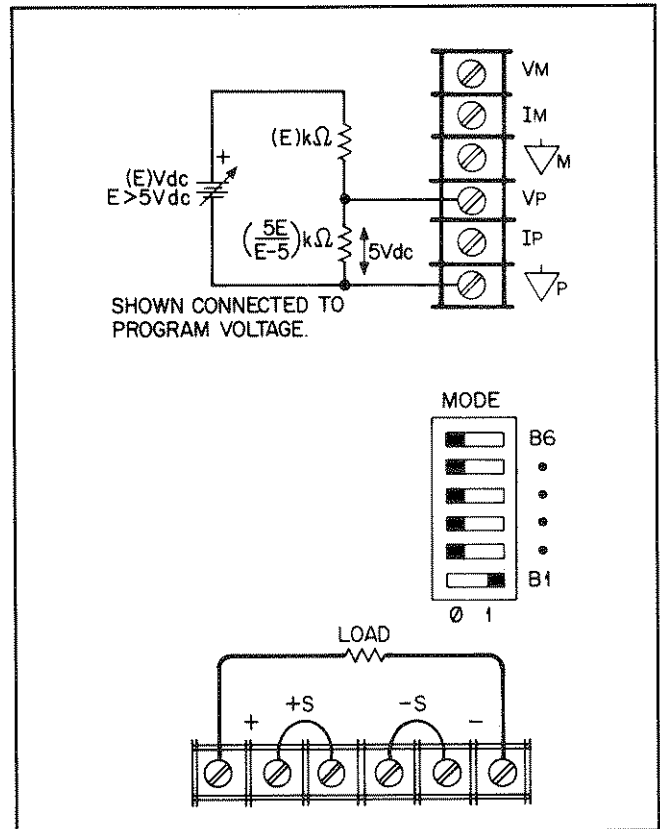 VM
IM
(E)kΩ
▽M
+
(E)Vdc
E>5Vdc
VP
(5E/E-5)kΩ
5Vdc
IP
▽P
SHOWN CONNECTED TO
PROGRAM VOLTAGE.
MODE
B6
•
•
•
•
B1
0 1
LOAD
+ +S -S -